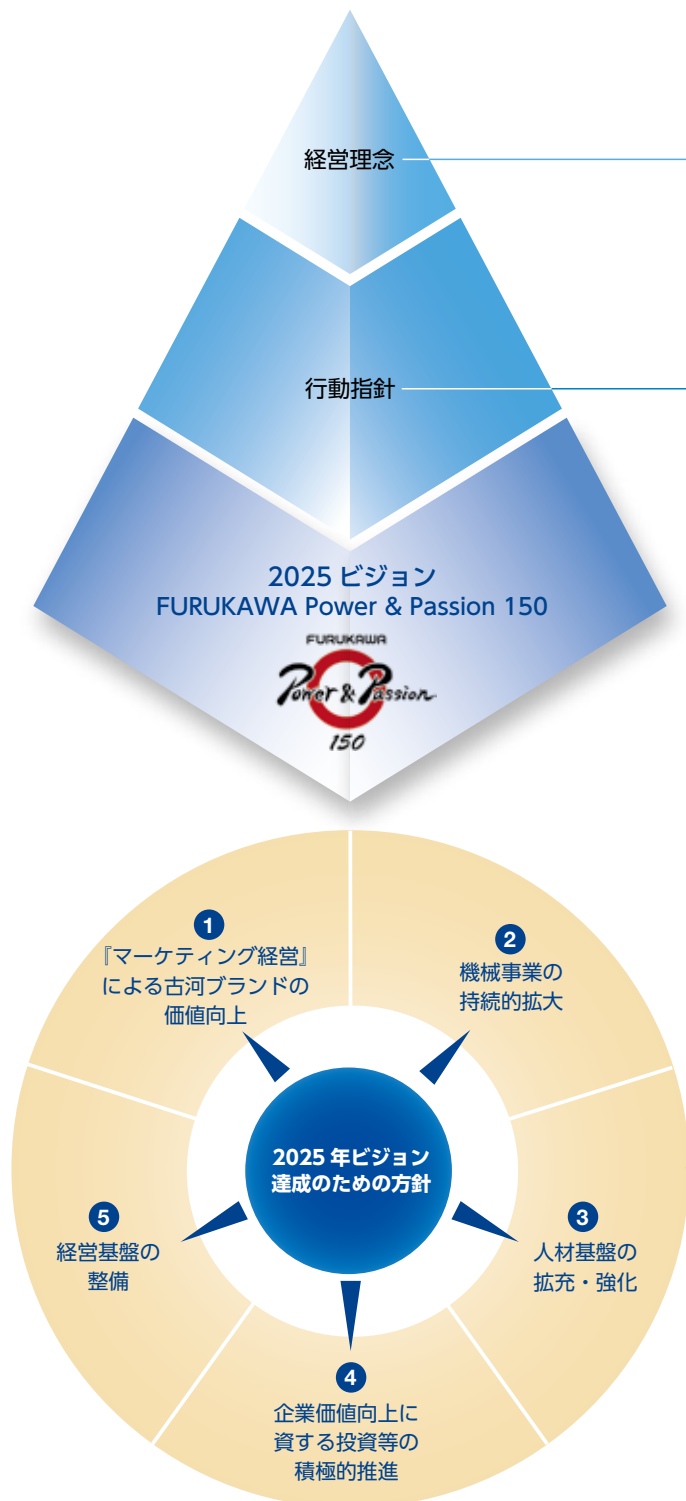 経営理念
行動指針
2025 ビジョン
FURUKAWA Power & Passion 150
FURUKAWA
Power & Passion
150
1
『マーケティング経営』
による古河ブランドの
価値向上
2
機械事業の
持続的拡大
2025 年ビジョン
達成のための方針
3
人材基盤の
拡充・強化
5
経営基盤の
整備
4
企業価値向上に
資する投資等の
積極的推進